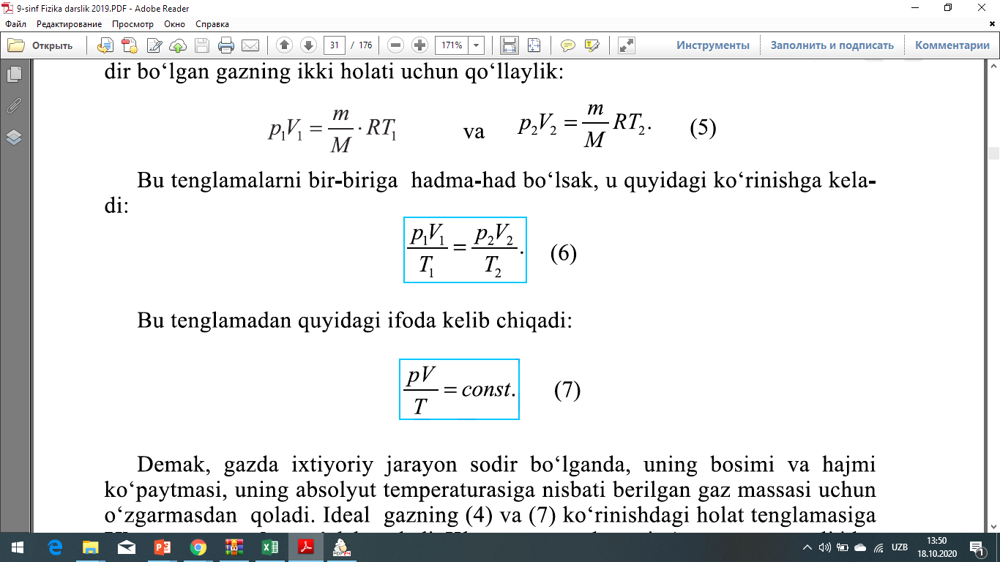 9-sinf Fizika darslik 2019.PDF - Adobe Reader
Файл Редактирование Просмотр Окно Справка
Открыть 31 / 176 171% Инструменты Заполнить и подписать Комментарии
dir bo‘lgan gazning ikki holati uchun qo‘llaylik:
p₁V₁ = m/M · RT₁ va p₂V₂ = m/M RT₂. (5)
Bu tenglamalarni bir-biriga hadma-had bo‘lsak, u quyidagi ko‘rinishga kela-
di:
p₁V₁/T₁ = p₂V₂/T₂. (6)
Bu tenglamadan quyidagi ifoda kelib chiqadi:
pV/T = const. (7)
Demak, gazda ixtiyoriy jarayon sodir bo‘lganda, uning bosimi va hajmi
ko‘paytmasi, uning absolyut temperaturasiga nisbati berilgan gaz massasi uchun
o‘zgarmasdan qoladi. Ideal gazning (4) va (7) ko‘rinishdagi holat tenglamasiga
UZB 13:50
18.10.2020